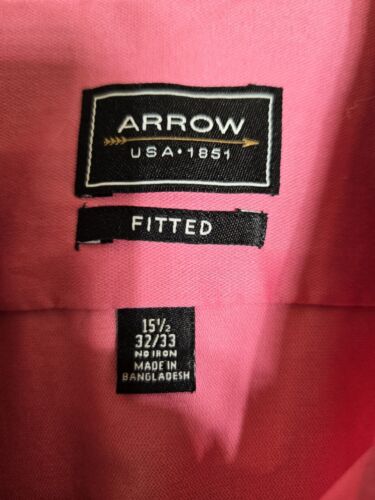 ARROW
USA•1851
FITTED
15½
32/33
NO IRON
MADE IN
BANGLADESH